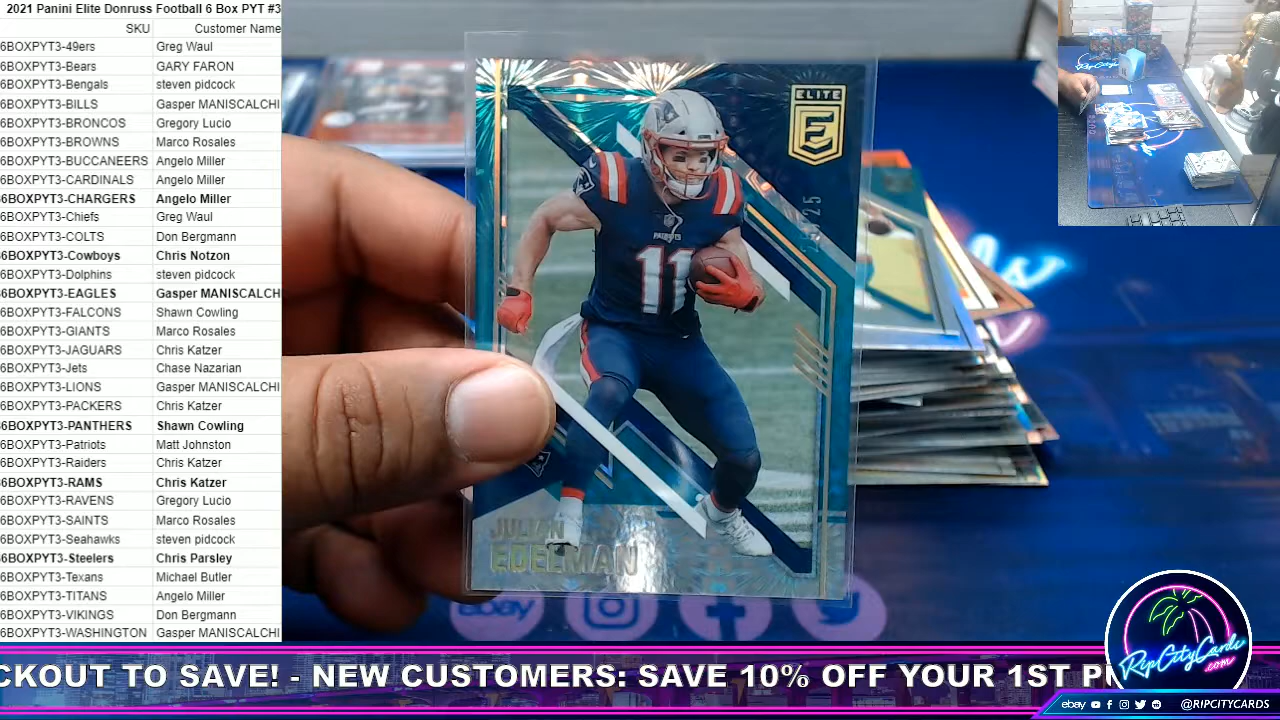 2021 Panini Elite Donruss Football 6 Box PYT #3
SKU Customer Name
6BOXPYT3-49ers Greg Waul
6BOXPYT3-Bears GARY FARON
6BOXPYT3-Bengals steven pidcock
6BOXPYT3-BILLS Gasper MANISCALCHI
6BOXPYT3-BRONCOS Gregory Lucio
6BOXPYT3-BROWNS Marco Rosales
6BOXPYT3-BUCCANEERS Angelo Miller
6BOXPYT3-CARDINALS Angelo Miller
6BOXPYT3-CHARGERS Angelo Miller
6BOXPYT3-Chiefs Greg Waul
6BOXPYT3-COLTS Don Bergmann
6BOXPYT3-Cowboys Chris Notzon
6BOXPYT3-Dolphins steven pidcock
6BOXPYT3-EAGLES Gasper MANISCALCH
6BOXPYT3-FALCONS Shawn Cowling
6BOXPYT3-GIANTS Marco Rosales
6BOXPYT3-JAGUARS Chris Katzer
6BOXPYT3-Jets Chase Nazarian
6BOXPYT3-LIONS Gasper MANISCALCHI
6BOXPYT3-PACKERS Chris Katzer
6BOXPYT3-PANTHERS Shawn Cowling
6BOXPYT3-Patriots Matt Johnston
6BOXPYT3-Raiders Chris Katzer
6BOXPYT3-RAMS Chris Katzer
6BOXPYT3-RAVENS Gregory Lucio
6BOXPYT3-SAINTS Marco Rosales
6BOXPYT3-Seahawks steven pidcock
6BOXPYT3-Steelers Chris Parsley
6BOXPYT3-Texans Michael Butler
6BOXPYT3-TITANS Angelo Miller
6BOXPYT3-VIKINGS Don Bergmann
6BOXPYT3-WASHINGTON Gasper MANISCALCHI
ELITE
E
PATRIOTS
11
JULIAN
EDELMAN
ebay
CKOUT TO SAVE! - NEW CUSTOMERS: SAVE 10% OFF YOUR 1ST P
RipCityCards
.com
ebay @RIPCITYCARDS